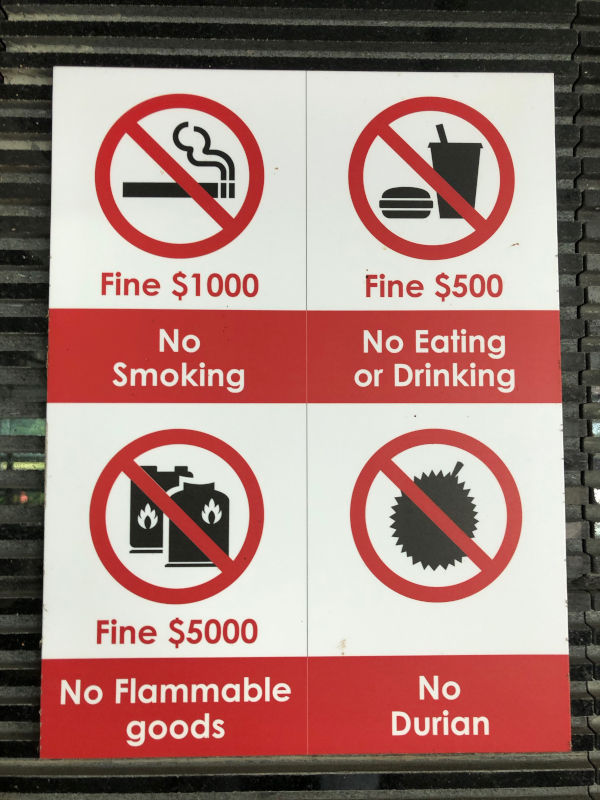 Fine $1000
No
Smoking
Fine $500
No Eating
or Drinking
Fine $5000
No Flammable
goods
No
Durian